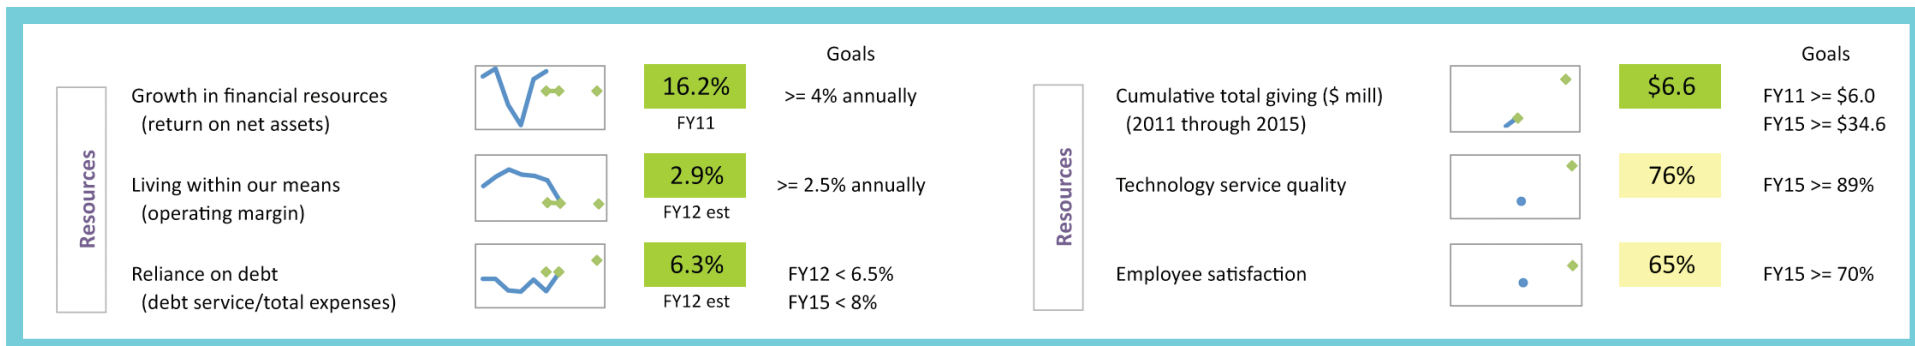 Goals
Resources
Growth in financial resources
(return on net assets)
16.2%
FY11
>= 4% annually
Living within our means
(operating margin)
2.9%
FY12 est
>= 2.5% annually
Reliance on debt
(debt service/total expenses)
6.3%
FY12 est
FY12 < 6.5%
FY15 < 8%
Goals
Resources
Cumulative total giving ($ mill)
(2011 through 2015)
$6.6
FY11 >= $6.0
FY15 >= $34.6
Technology service quality
76%
FY15 >= 89%
Employee satisfaction
65%
FY15 >= 70%